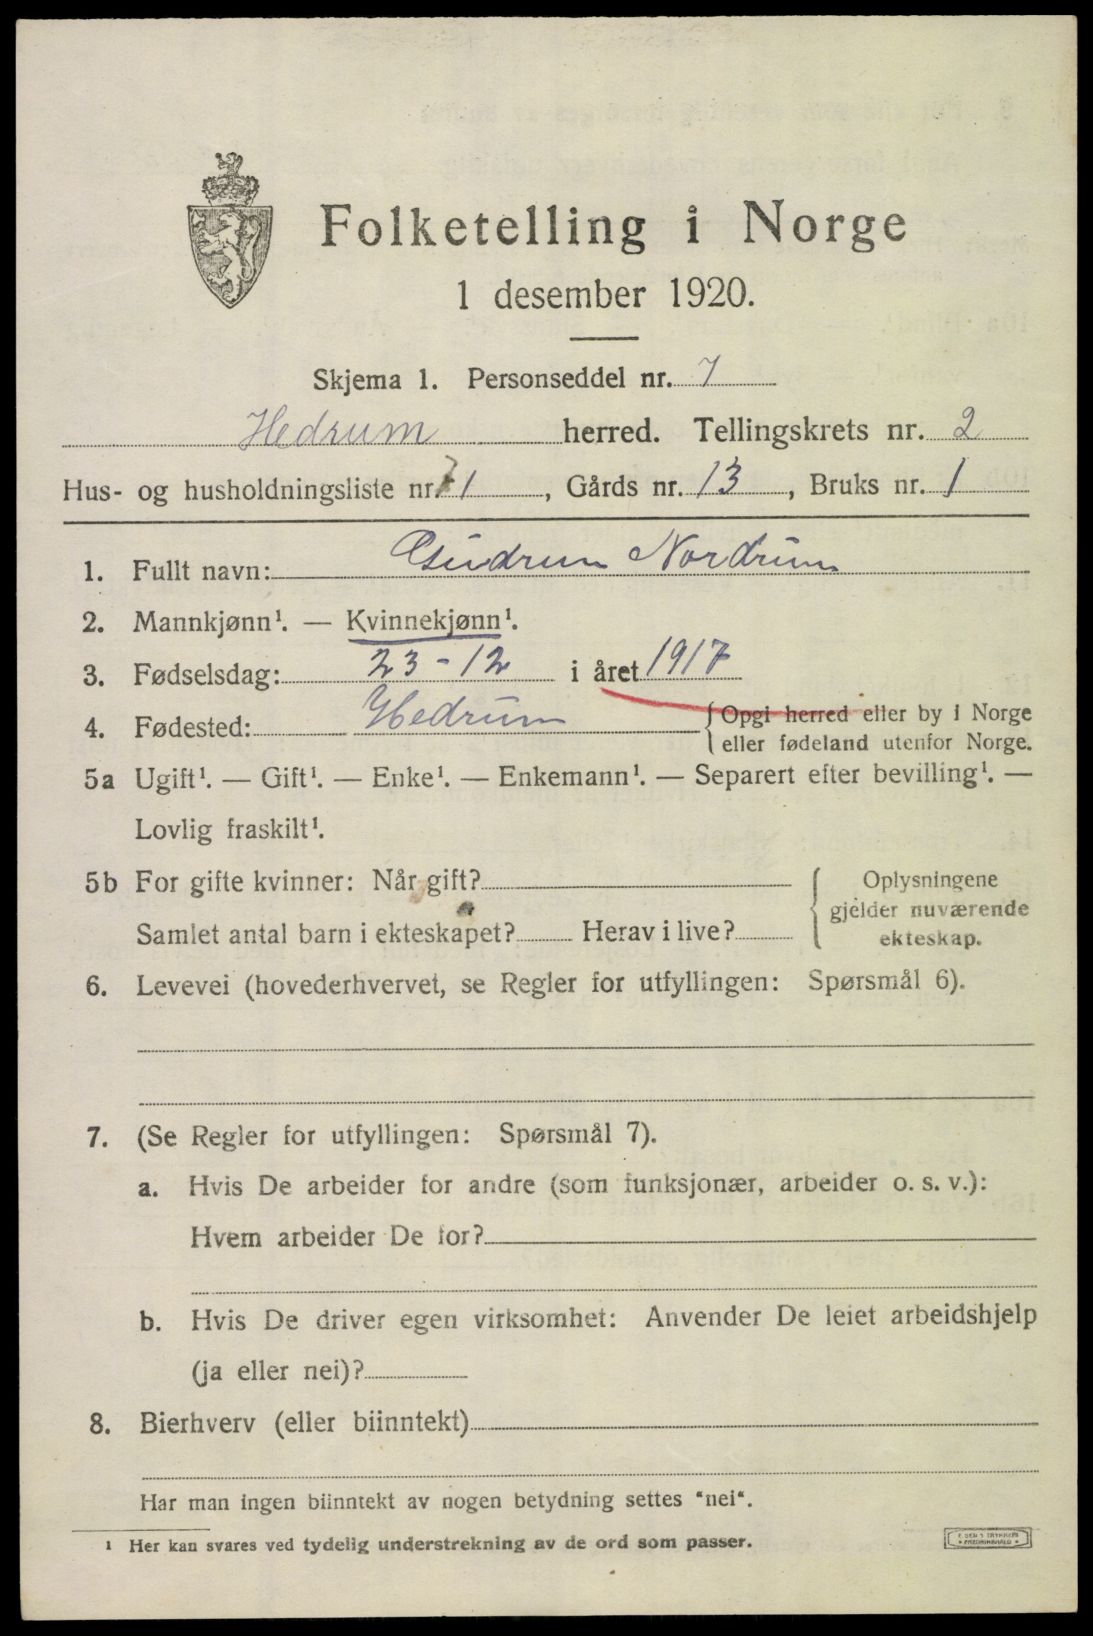 Folketelling i Norge
1 desember 1920.
Skjema 1. Personseddel nr. 7
Hedrum herred. Tellingskrets nr. 2
Hus- og husholdningsliste nr. 1, Gårds nr. 13, Bruks nr. 1
1. Fullt navn: Gudrun Nordrum
2. Mannkjønn¹. — Kvinnekjønn¹.
3. Fødselsdag: 23-12 i året 1917
4. Fødested: Hedrum {Opgi herred eller by i Norge
eller fødeland utenfor Norge.
5a Ugift¹. — Gift¹. — Enke¹. — Enkemann¹. — Separert efter bevilling¹. —
Lovlig fraskilt¹.
5b For gifte kvinner: Når gift? { Oplysningene
gjelder nuværende
Samlet antal barn i ekteskapet? Herav i live? ekteskap.
6. Levevei (hovederhvervet, se Regler for utfyllingen: Spørsmål 6).
7. (Se Regler for utfyllingen: Spørsmål 7).
a. Hvis De arbeider for andre (som funksjonær, arbeider o. s. v.):
Hvem arbeider De for?
b. Hvis De driver egen virksomhet: Anvender De leiet arbeidshjelp
(ja eller nei)?
8. Bierhverv (eller biinntekt)
Har man ingen biinntekt av nogen betydning settes "nei".
¹ Her kan svares ved tydelig understrekning av de ord som passer.